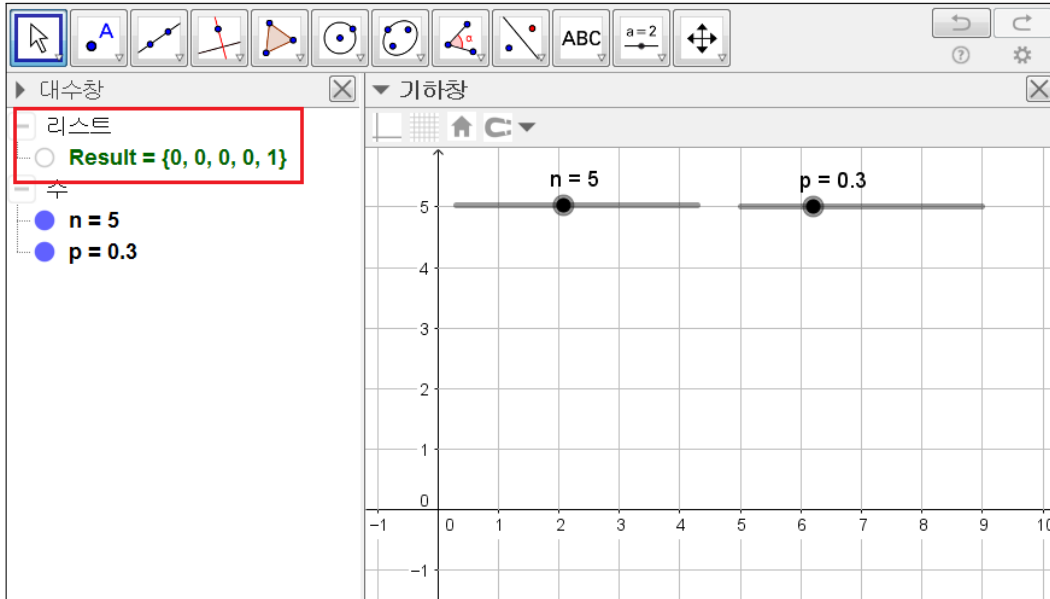 A
α
ABC
a=2
대수창
기하창
리스트
Result = {0, 0, 0, 0, 1}
수
n = 5
p = 0.3
n = 5
p = 0.3
5
4
3
2
1
0
-1 0 1 2 3 4 5 6 7 8 9 10
-1